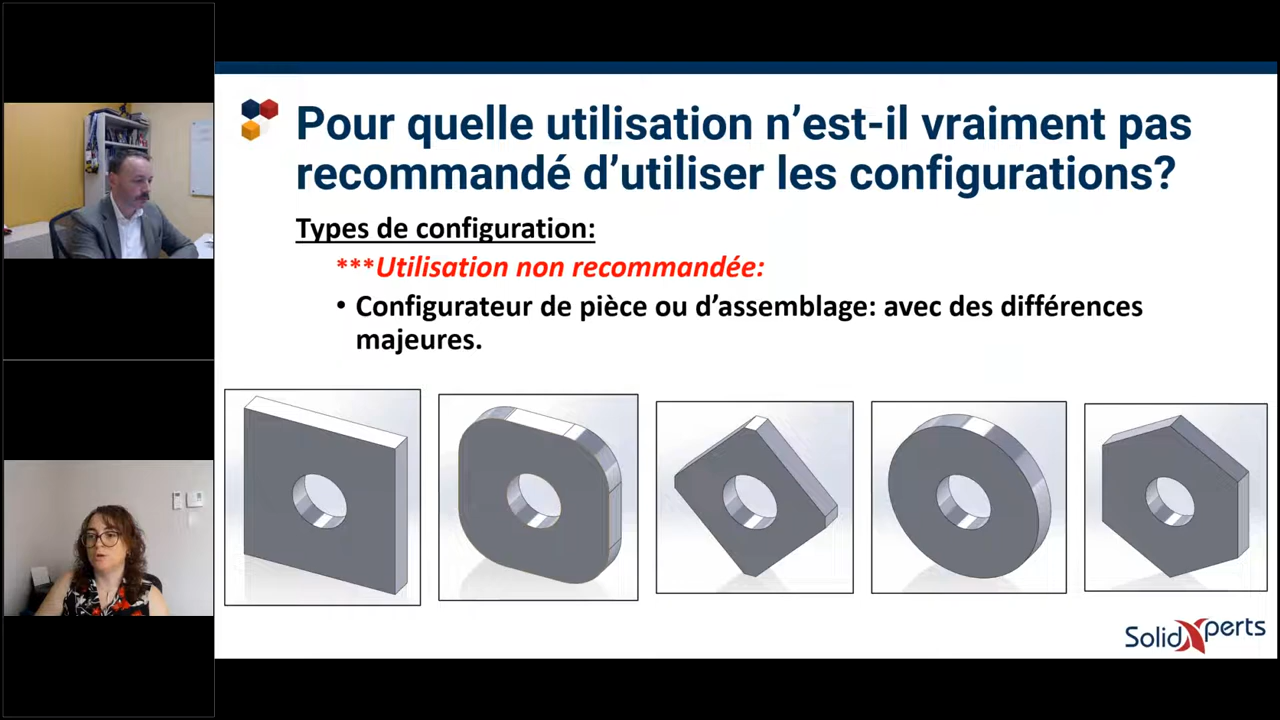 Pour quelle utilisation n’est-il vraiment pas
recommandé d’utiliser les configurations?
Types de configuration:
***Utilisation non recommandée:
• Configurateur de pièce ou d’assemblage: avec des différences
majeures.
SolidXperts